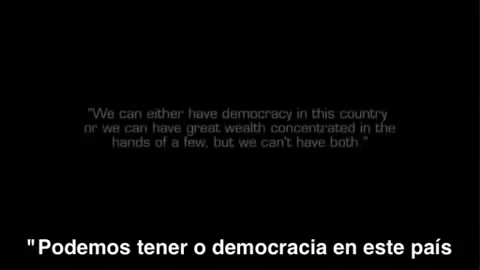 "We can either have democracy in this country
or we can have great wealth concentrated in the
hands of a few, but we can't have both."
"Podemos tener o democracia en este país